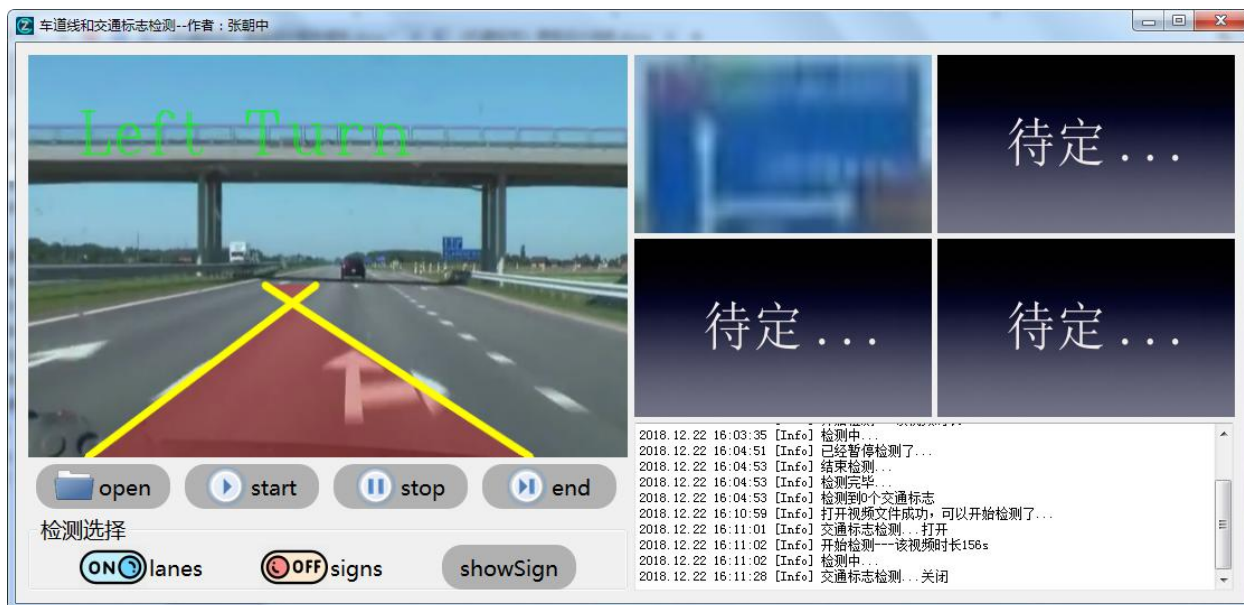 车道线和交通标志检测--作者：张朝中
Left Turn
待定...
待定...
待定...
2018.12.22 16:03:35 [Info] 检测中...
2018.12.22 16:04:51 [Info] 已经暂停检测了...
2018.12.22 16:04:53 [Info] 结束检测...
2018.12.22 16:04:53 [Info] 检测完毕...
2018.12.22 16:04:53 [Info] 检测到0个交通标志
2018.12.22 16:10:59 [Info] 打开视频文件成功，可以开始检测了...
2018.12.22 16:11:01 [Info] 交通标志检测...打开
2018.12.22 16:11:02 [Info] 开始检测---该视频时长156s
2018.12.22 16:11:02 [Info] 检测中...
2018.12.22 16:11:28 [Info] 交通标志检测...关闭
open start stop end
检测选择
ON lanes OFF signs showSign